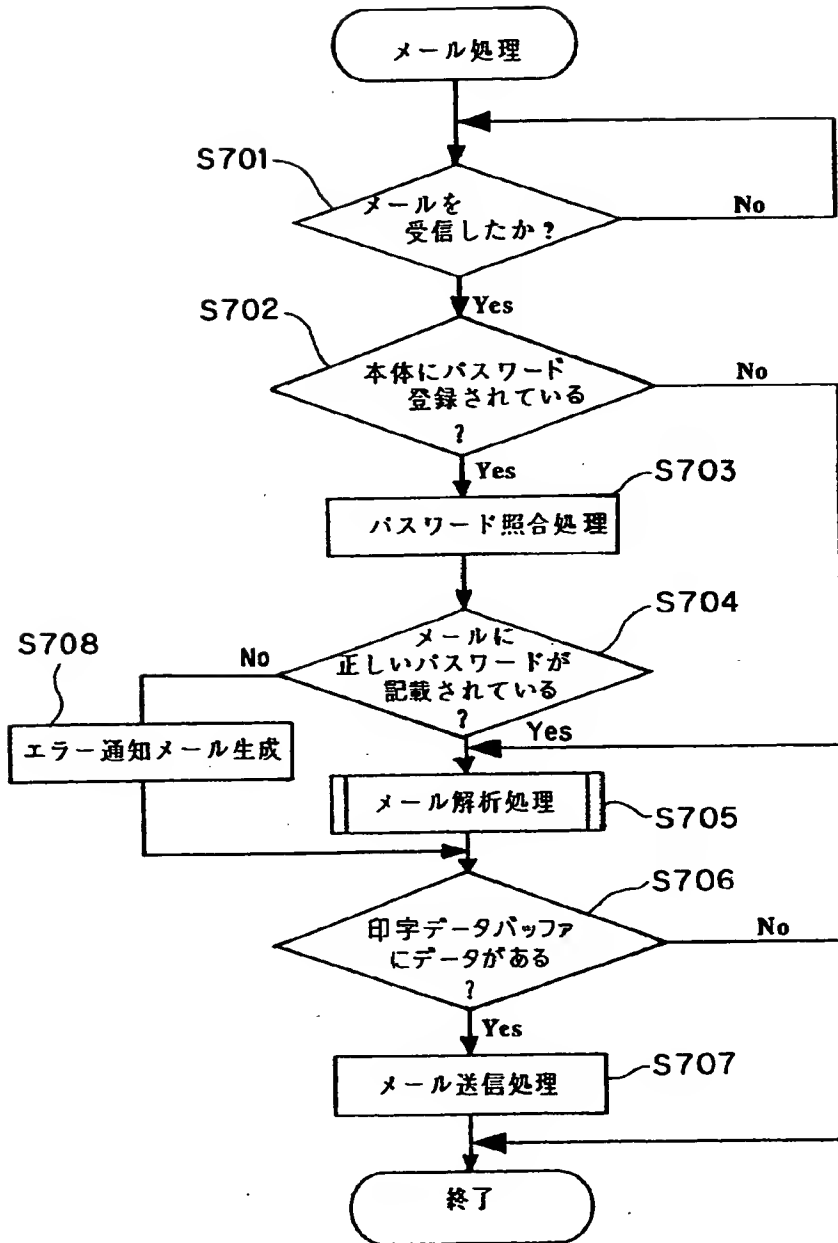 メール処理
S701
メールを
受信したか?
No
Yes
S702
本体にパスワード
登録されている
?
No
Yes
S703
パスワード照合処理
S704
メールに
正しいパスワードが
記載されている
?
No
Yes
S708
エラー通知メール生成
メール解析処理
S705
S706
印字データバッファ
にデータがある
?
No
Yes
メール送信処理
S707
終了